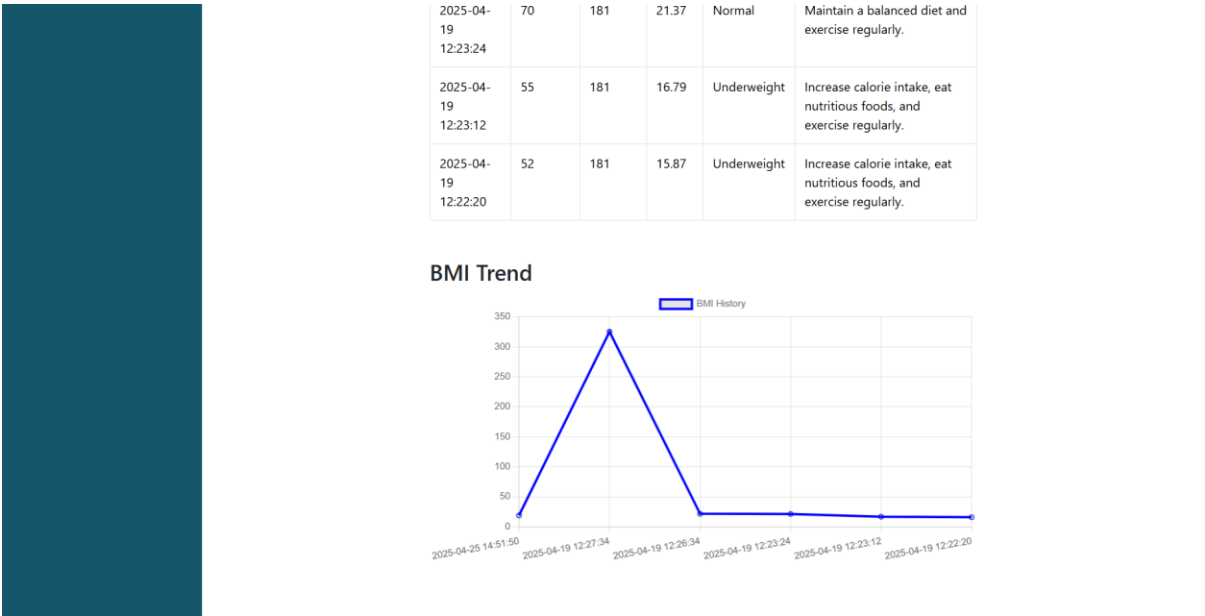 2025-04- 70 181 21.37 Normal Maintain a balanced diet and
19 exercise regularly.
12:23:24
2025-04- 55 181 16.79 Underweight Increase calorie intake, eat
19 nutritious foods, and
12:23:12 exercise regularly.
2025-04- 52 181 15.87 Underweight Increase calorie intake, eat
19 nutritious foods, and
12:22:20 exercise regularly.
BMI Trend
BMI History
350
300
250
200
150
100
50
0
2025-04-25 14:51:50 2025-04-19 12:27:34 2025-04-19 12:26:34 2025-04-19 12:23:24 2025-04-19 12:23:12 2025-04-19 12:22:20